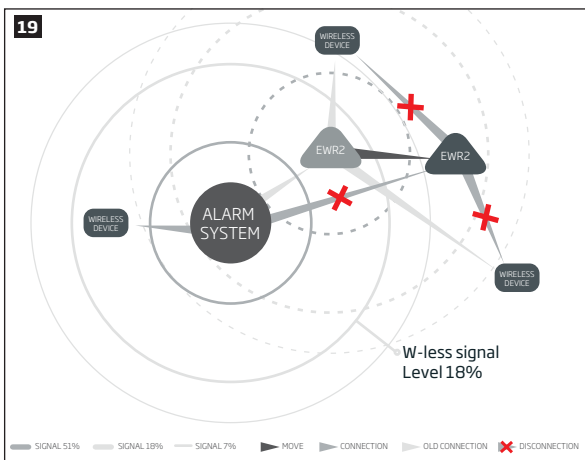 19
WIRELESS
DEVICE
EWR2
EWR2
WIRELESS
DEVICE
ALARM
SYSTEM
WIRELESS
DEVICE
W-less signal
Level 18%
SIGNAL 51%
SIGNAL 18%
SIGNAL 7%
MOVE
CONNECTION
OLD CONNECTION
DISCONNECTION